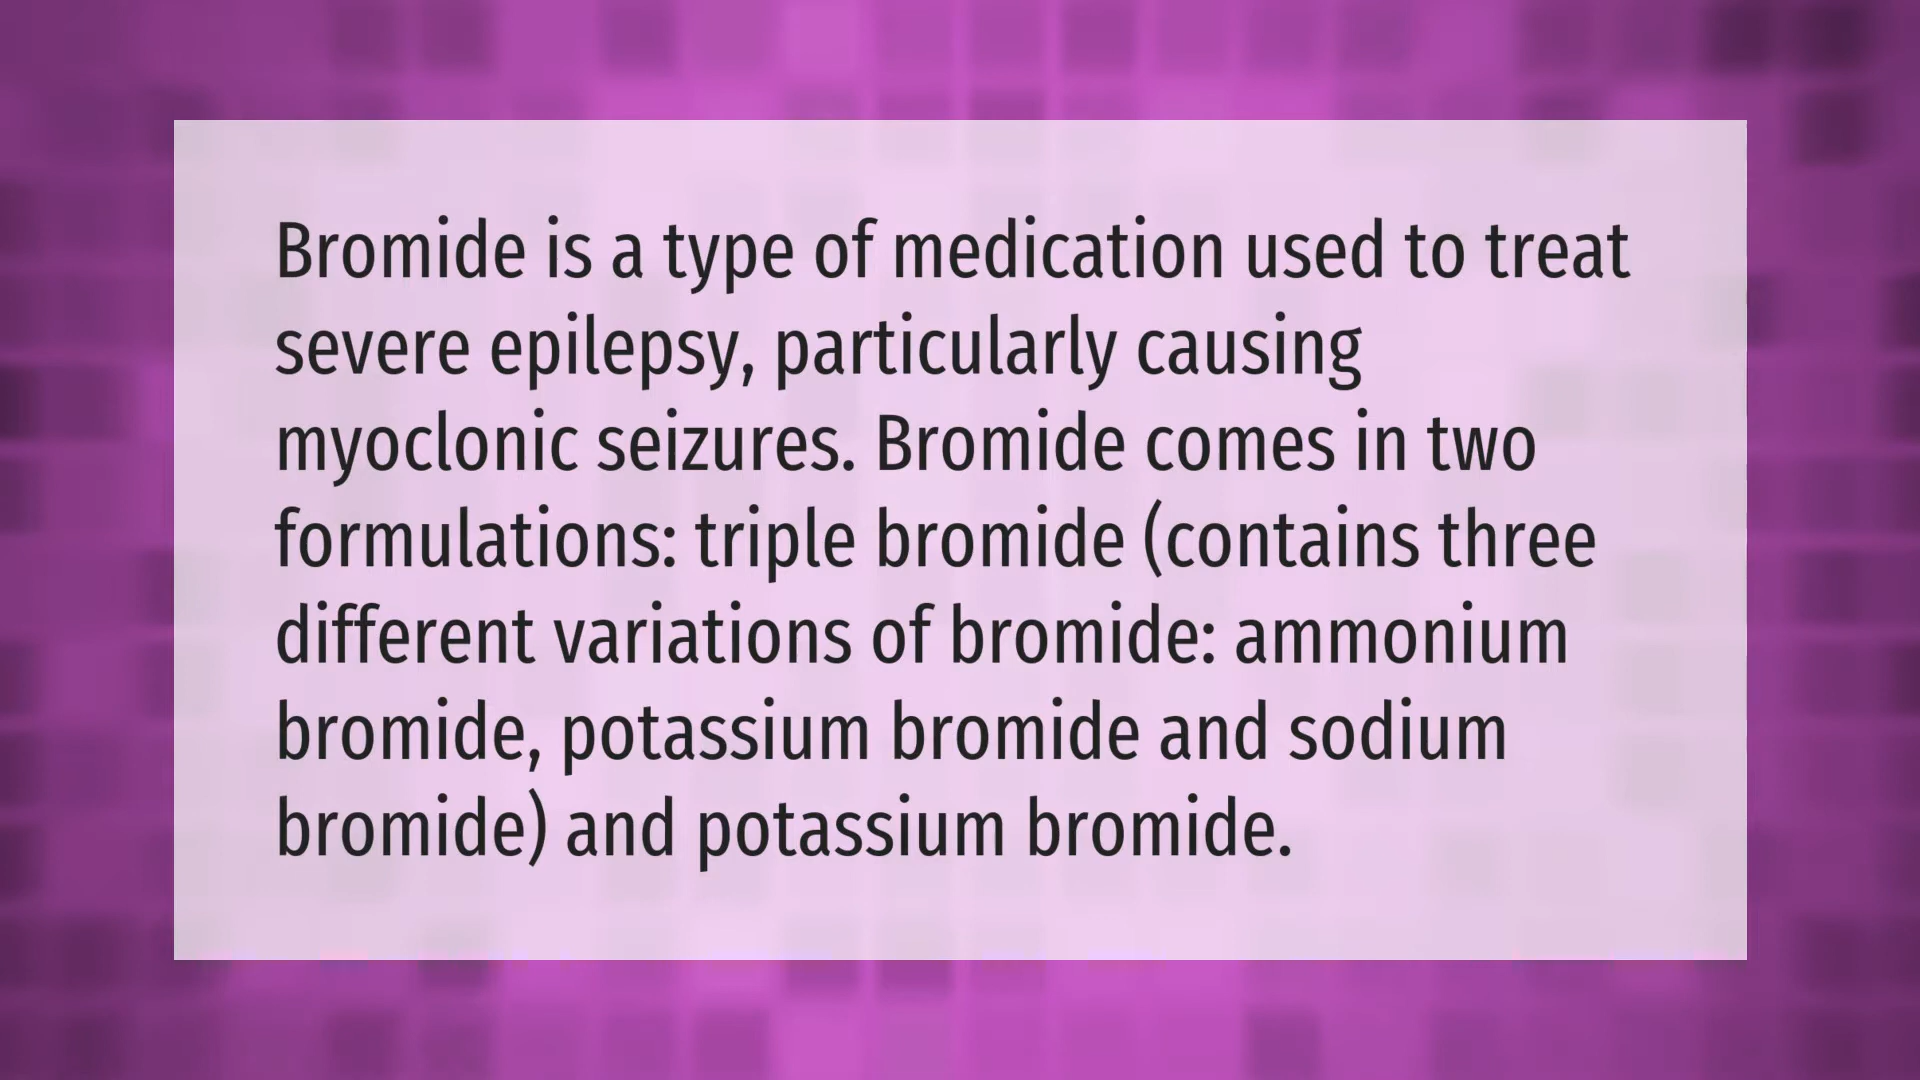 Bromide is a type of medication used to treat
severe epilepsy, particularly causing
myoclonic seizures. Bromide comes in two
formulations: triple bromide (contains three
different variations of bromide: ammonium
bromide, potassium bromide and sodium
bromide) and potassium bromide.